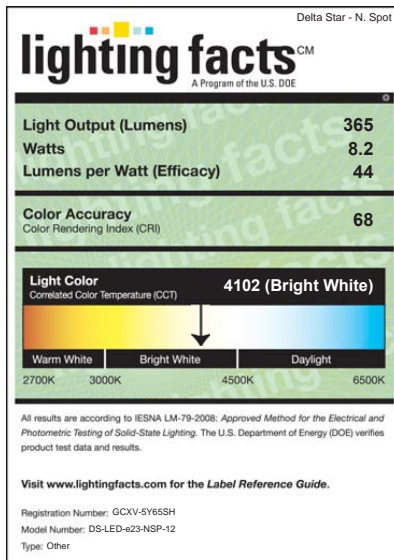 Delta Star - N. Spot
lighting facts CM
A Program of the U.S. DOE
Light Output (Lumens) 365
Watts 8.2
Lumens per Watt (Efficacy) 44
Color Accuracy
Color Rendering Index (CRI) 68
Light Color
Correlated Color Temperature (CCT) 4102 (Bright White)
Warm White Bright White Daylight
2700K 3000K 4500K 6500K
All results are according to IESNA LM-79-2008: Approved Method for the Electrical and
Photometric Testing of Solid-State Lighting. The U.S. Department of Energy (DOE) verifies
product test data and results.
Visit www.lightingfacts.com for the Label Reference Guide.
Registration Number: GCXV-5Y65SH
Model Number: DS-LED-e23-NSP-12
Type: Other